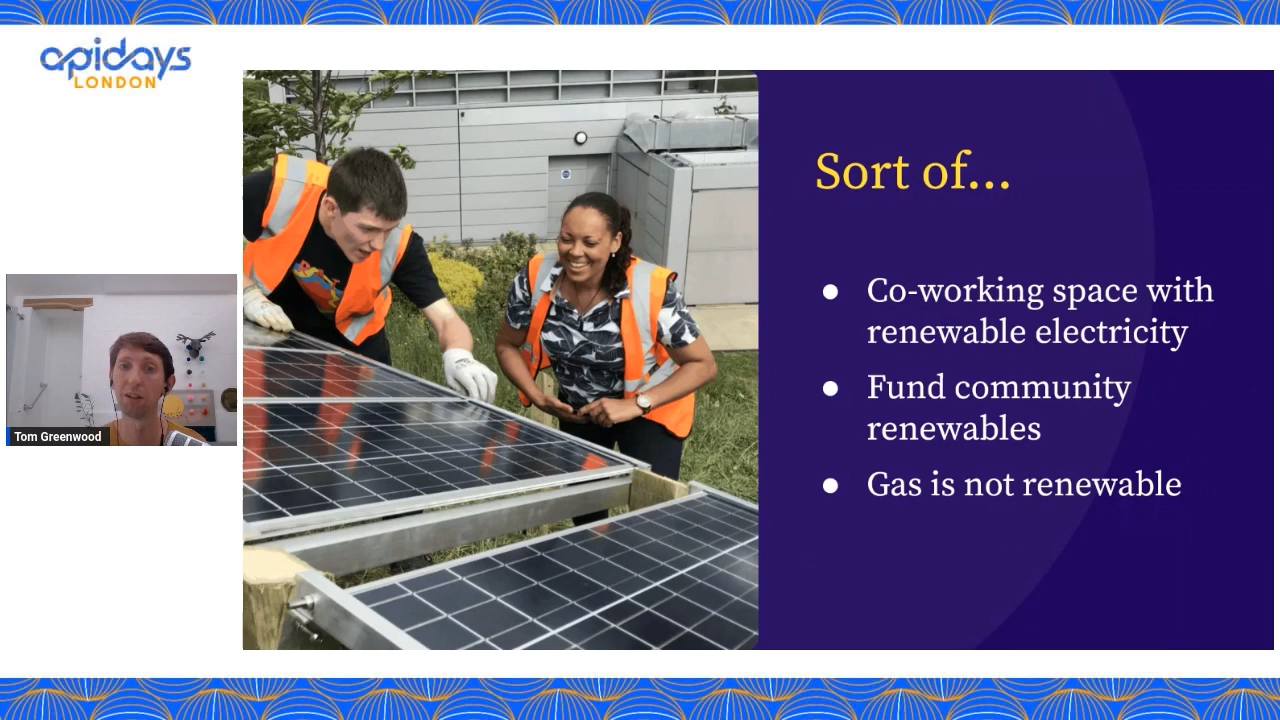 apidays
LONDON
Sort of...
● Co-working space with
renewable electricity
● Fund community
renewables
● Gas is not renewable
Tom Greenwood